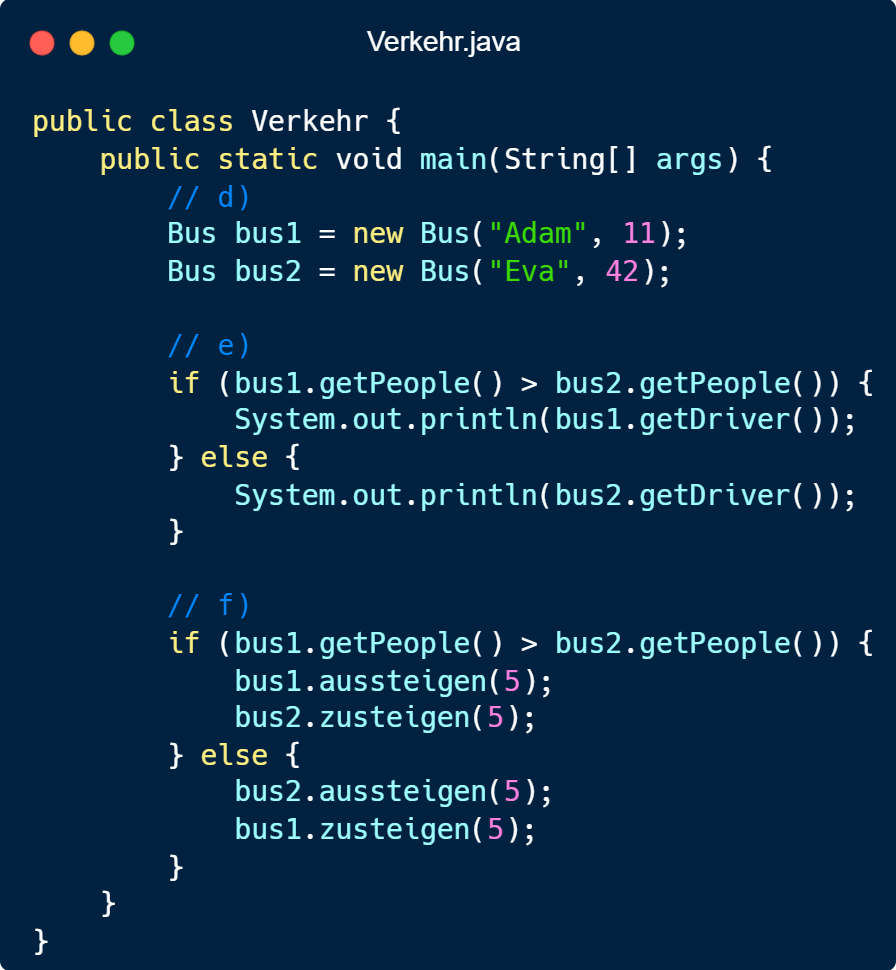 Verkehr.java
public class Verkehr {
    public static void main(String[] args) {
        // d)
        Bus bus1 = new Bus("Adam", 11);
        Bus bus2 = new Bus("Eva", 42);

        // e)
        if (bus1.getPeople() > bus2.getPeople()) {
            System.out.println(bus1.getDriver());
        } else {
            System.out.println(bus2.getDriver());
        }

        // f)
        if (bus1.getPeople() > bus2.getPeople()) {
            bus1.aussteigen(5);
            bus2.zusteigen(5);
        } else {
            bus2.aussteigen(5);
            bus1.zusteigen(5);
        }
    }
}